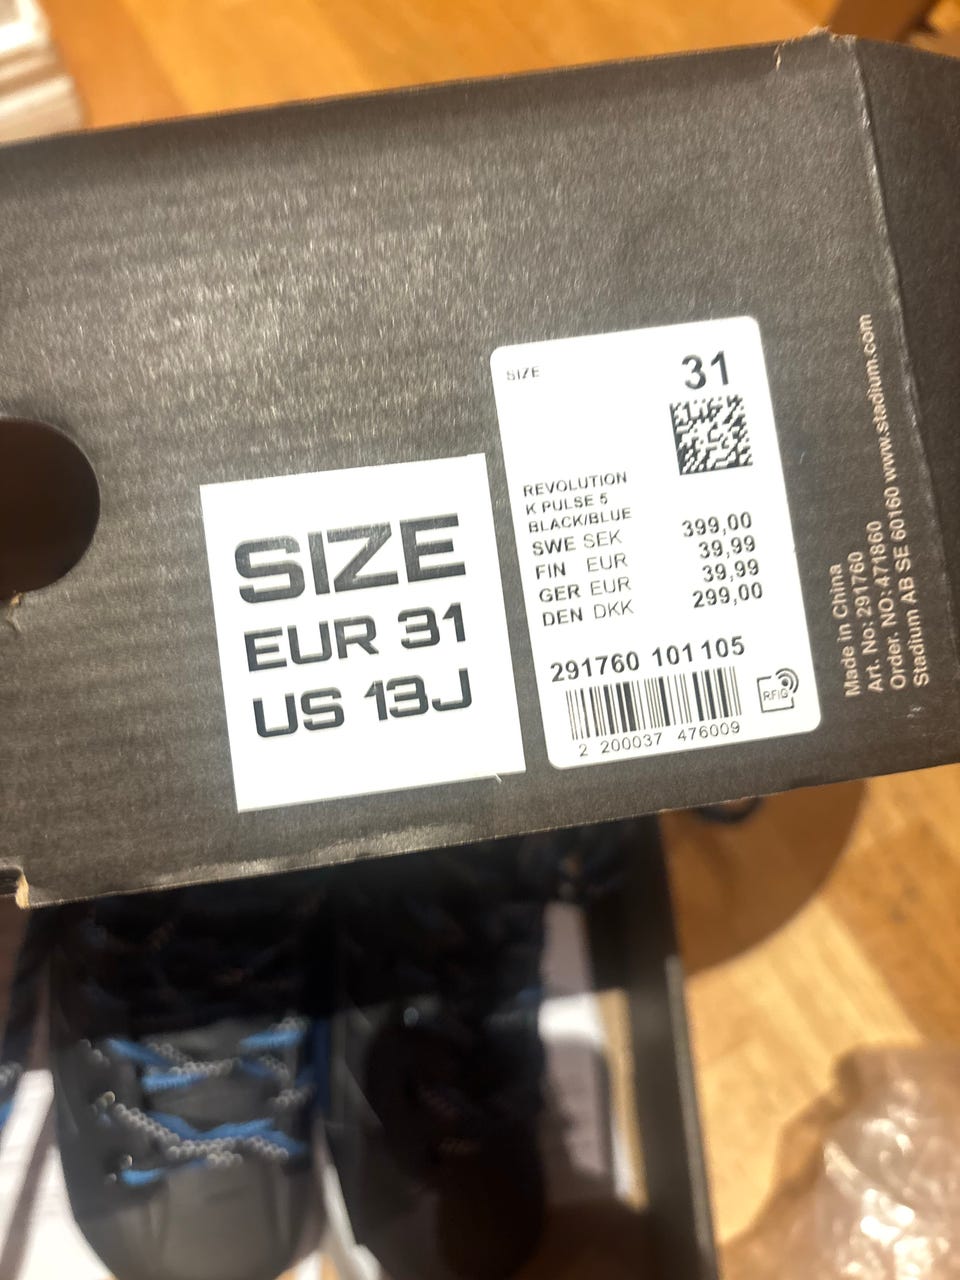 SIZE
EUR 31
US 13J
SIZE 31
REVOLUTION
K PULSE 5
BLACK/BLUE
SWE SEK 399,00
FIN EUR 39,99
GER EUR 39,99
DEN DKK 299,00
291760 101105
2 200037 476009
RFID
Made in China
Art. No: 291760
Order. NO: 471860
Stadium AB SE 60160 www.stadium.com